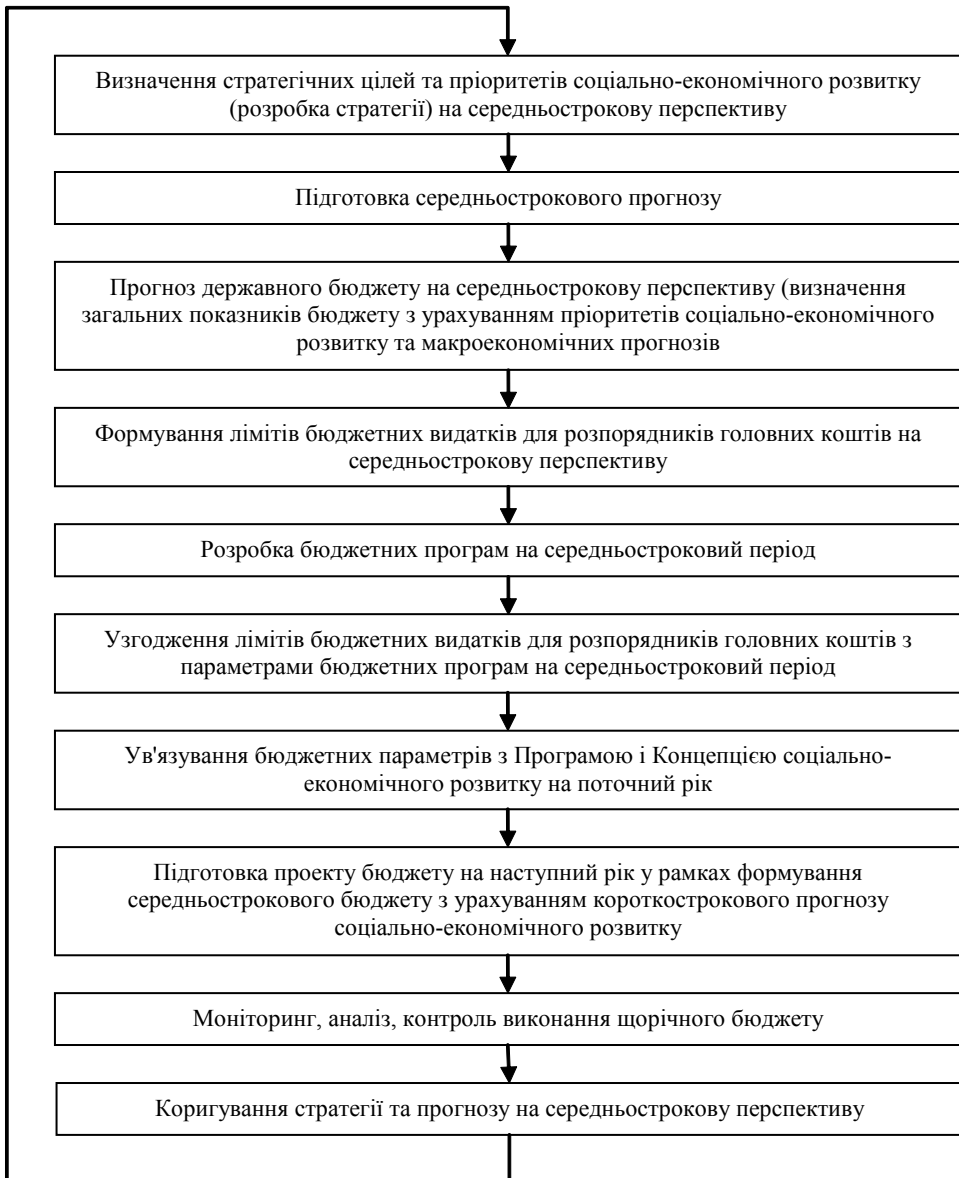 Визначення стратегічних цілей та пріоритетів соціально-економічного розвитку
(розробка стратегії) на середньострокову перспективу
Підготовка середньострокового прогнозу
Прогноз державного бюджету на середньострокову перспективу (визначення
загальних показників бюджету з урахуванням пріоритетів соціально-економічного
розвитку та макроекономічних прогнозів
Формування лімітів бюджетних видатків для розпорядників головних коштів на
середньострокову перспективу
Розробка бюджетних програм на середньостроковий період
Узгодження лімітів бюджетних видатків для розпорядників головних коштів з
параметрами бюджетних програм на середньостроковий період
Ув'язування бюджетних параметрів з Програмою і Концепцією соціально-
економічного розвитку на поточний рік
Підготовка проекту бюджету на наступний рік у рамках формування
середньострокового бюджету з урахуванням короткострокового прогнозу
соціально-економічного розвитку
Моніторинг, аналіз, контроль виконання щорічного бюджету
Коригування стратегії та прогнозу на середньострокову перспективу